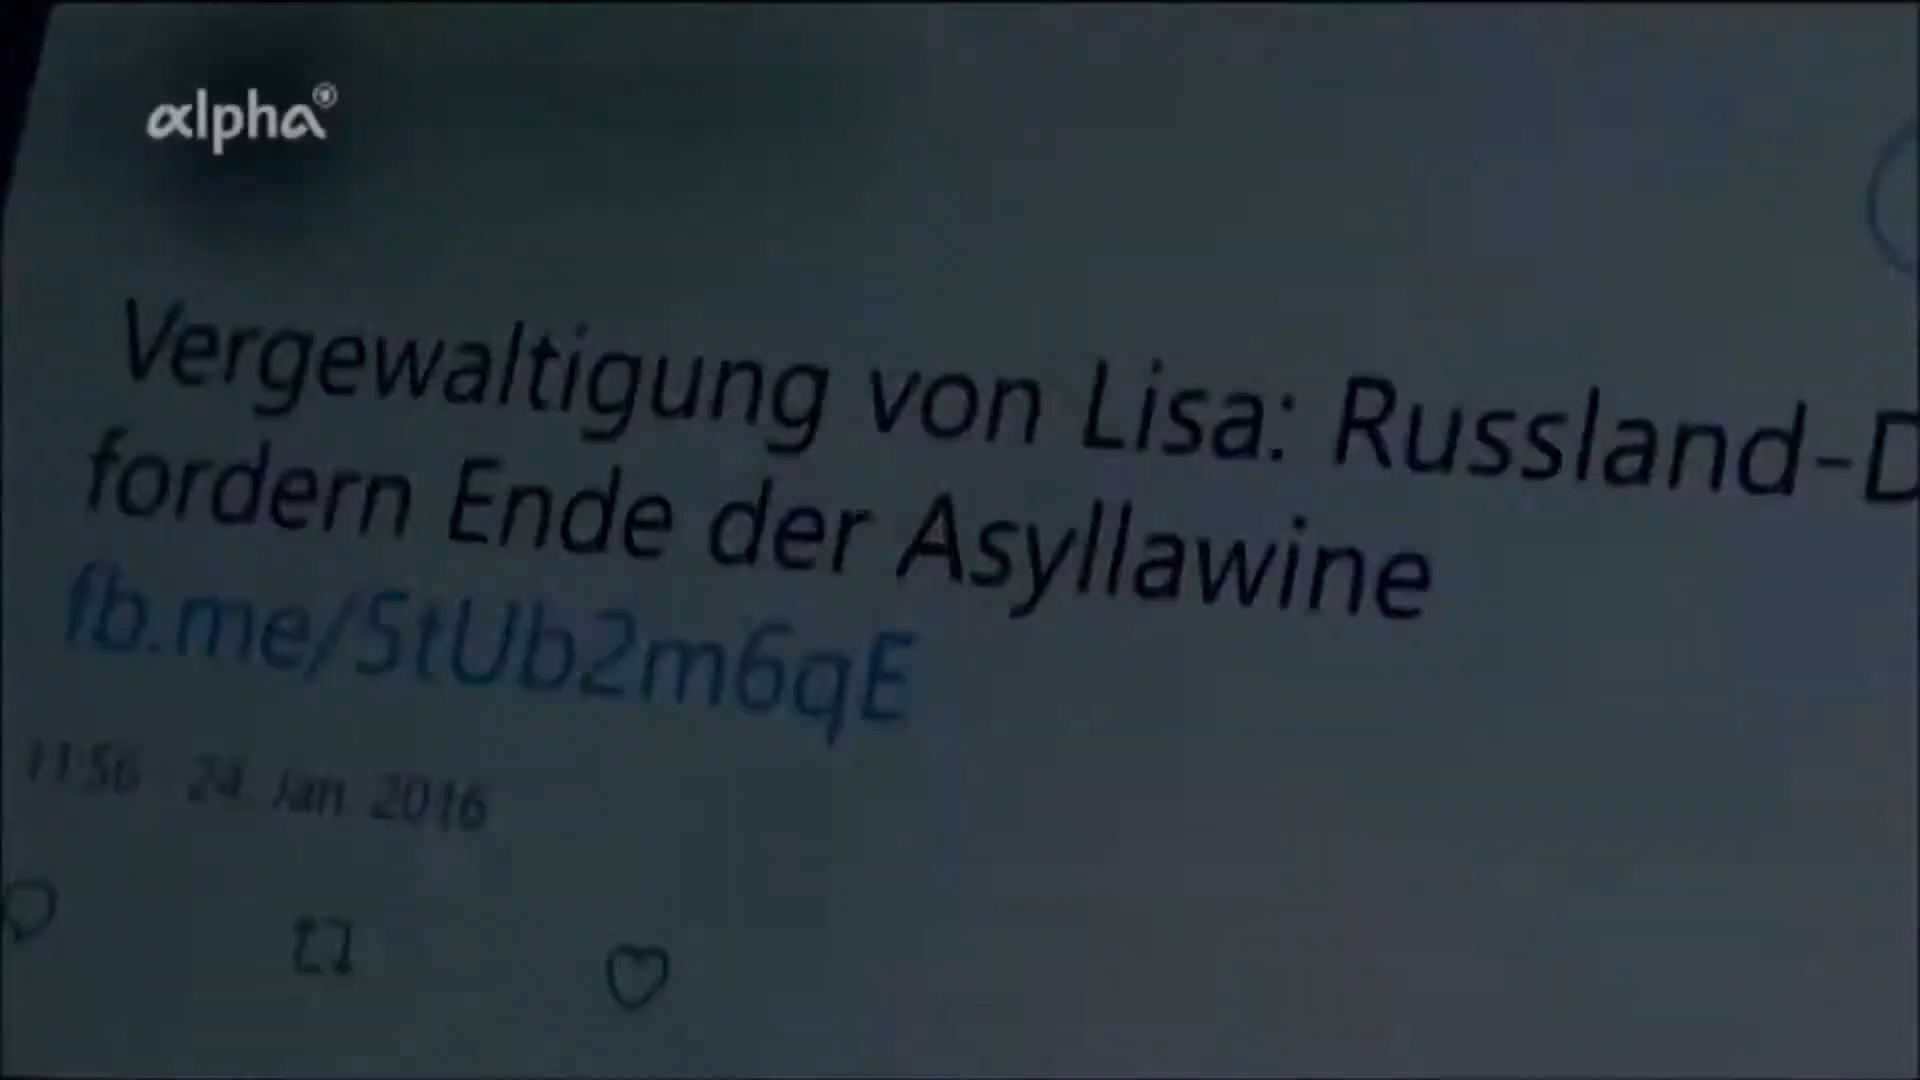 alpha
Vergewaltigung von Lisa: Russland-D
fordern Ende der Asyllawine
fb.me/5tUb2m6qE
11:56 · 24. Jan. 2016